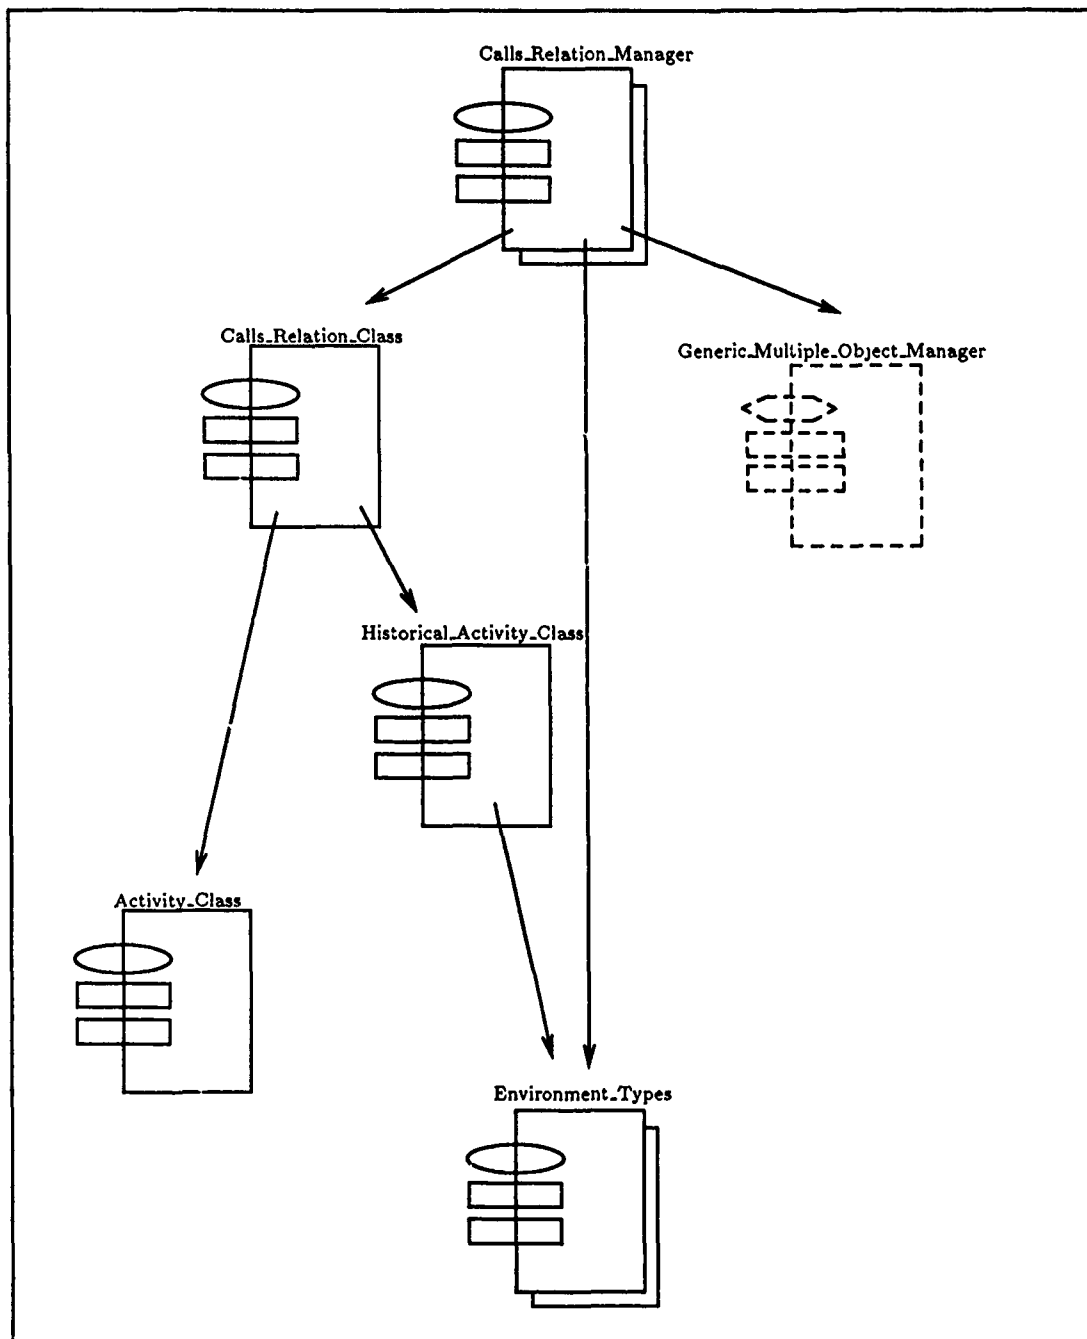 Calls_Relation_Manager
Calls_Relation_Class
Generic_Multiple_Object_Manager
Historical_Activity_Class
Activity_Class
Environment_Types